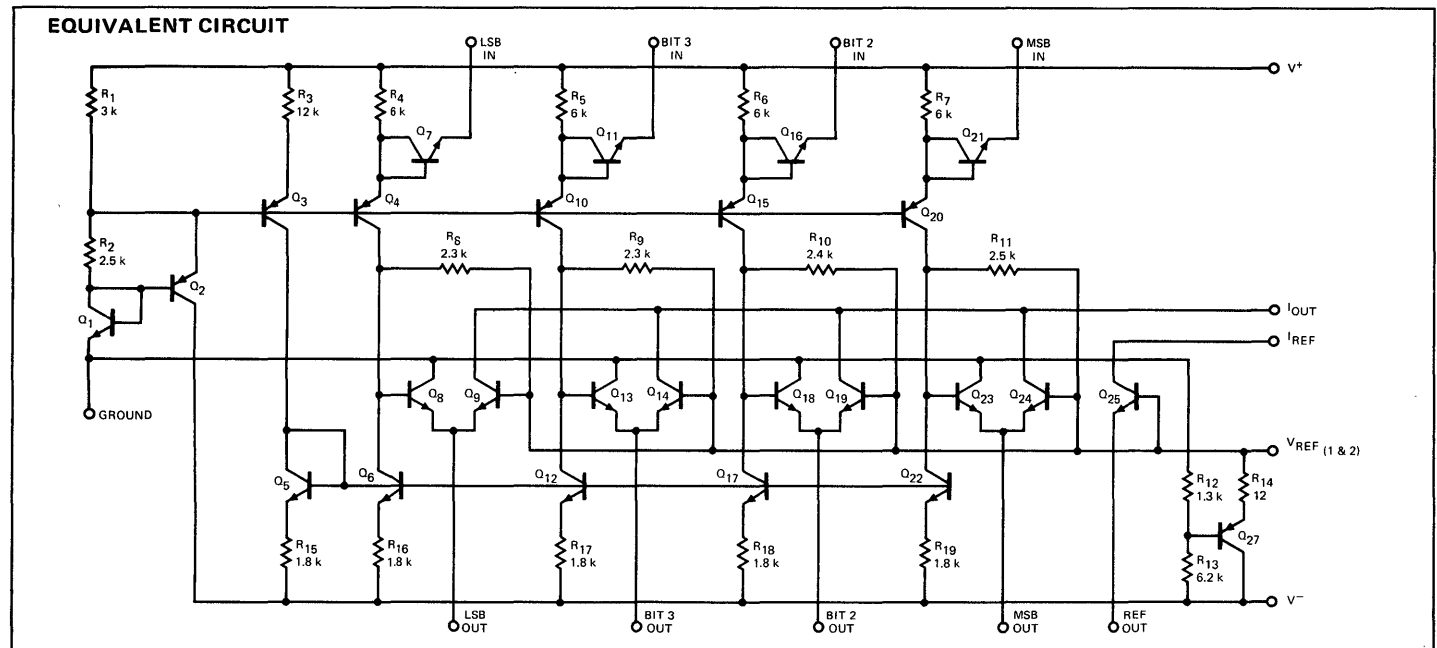 EQUIVALENT CIRCUIT
LSB IN
BIT 3 IN
BIT 2 IN
MSB IN
V+
R1 3 k
R3 12 k
R4 6 k
R5 6 k
R6 6 k
R7 6 k
Q7
Q11
Q16
Q21
Q3
Q4
Q10
Q15
Q20
R2 2.5 k
R8 2.3 k
R9 2.3 k
R10 2.4 k
R11 2.5 k
Q2
Q1
IOUT
IREF
GROUND
Q8
Q9
Q13
Q14
Q18
Q19
Q23
Q24
Q25
VREF (1 & 2)
Q5
Q6
Q12
Q17
Q22
R12 1.3 k
R14 12
Q27
R15 1.8 k
R16 1.8 k
R17 1.8 k
R18 1.8 k
R19 1.8 k
R13 6.2 k
V−
LSB OUT
BIT 3 OUT
BIT 2 OUT
MSB OUT
REF OUT